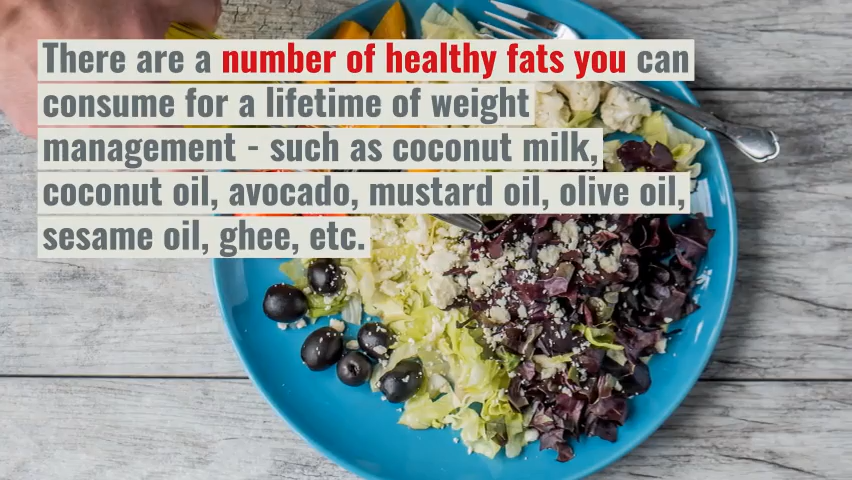 There are a number of healthy fats you can
consume for a lifetime of weight
management - such as coconut milk,
coconut oil, avocado, mustard oil, olive oil,
sesame oil, ghee, etc.